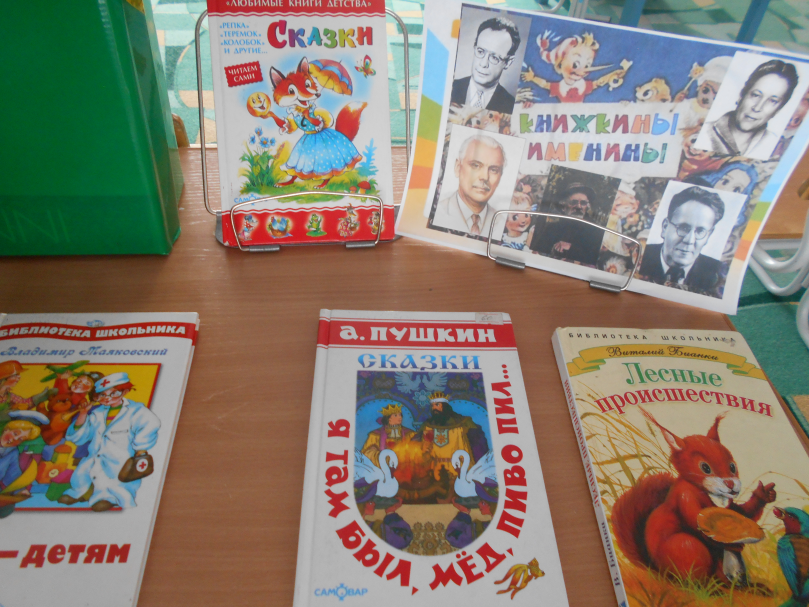 «ЛЮБИМЫЕ КНИГИ ДЕТСТВА»
«РЕПКА»
«ТЕРЕМОК»
«КОЛОБОК»
И ДРУГИЕ...
Сказки
ЧИТАЕМ
САМИ
КНИЖКИНЫ
ИМЕНИНЫ
БИБЛИОТЕКА ШКОЛЬНИКА
Владимир Маяковский
– ДЕТЯМ
А. ПУШКИН
СКАЗКИ
Я ТАМ БЫЛ, МЁД, ПИВО ПИЛ...
САМОВАР
БИБЛИОТЕКА ШКОЛЬНИКА
Виталий Бианки
Лесные
происшествия